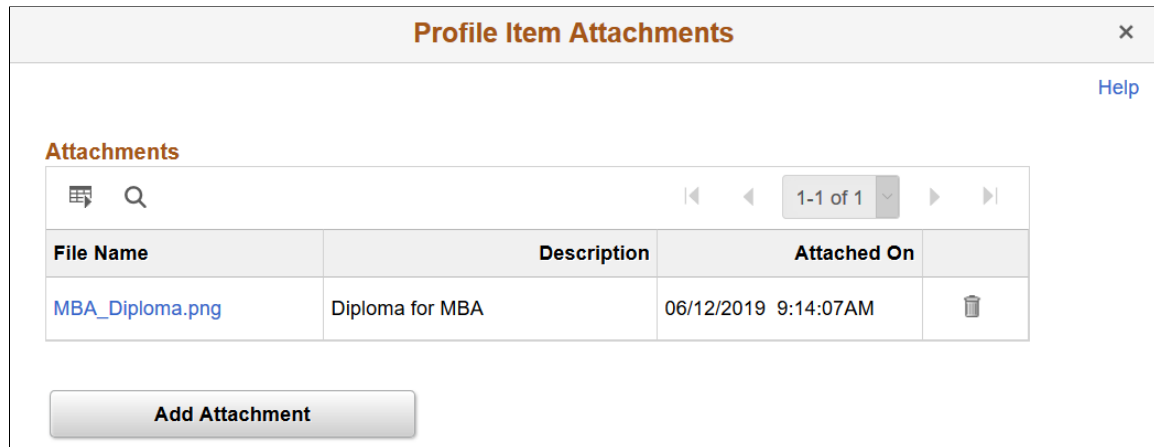 Profile Item Attachments ×
Help
Attachments
1-1 of 1
File Name Description Attached On
MBA_Diploma.png Diploma for MBA 06/12/2019 9:14:07AM
Add Attachment